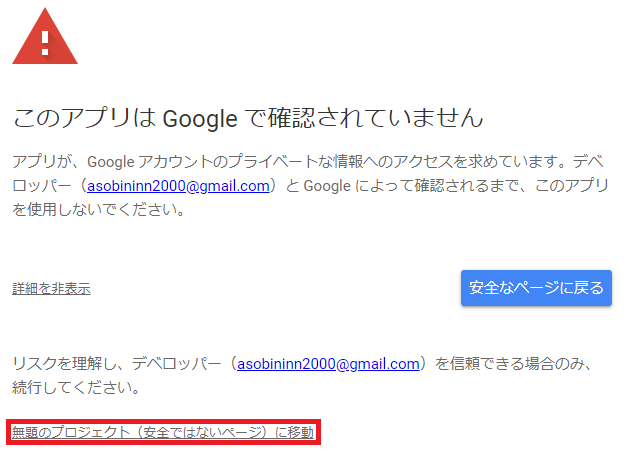 このアプリは Google で確認されていません
アプリが、Google アカウントのプライベートな情報へのアクセスを求めています。デベ
ロッパー（asobininn2000@gmail.com）と Google によって確認されるまで、このアプリ
を使用しないでください。
詳細を非表示
安全なページに戻る
リスクを理解し、デベロッパー（asobininn2000@gmail.com）を信頼できる場合のみ、
続行してください。
無題のプロジェクト（安全ではないページ）に移動